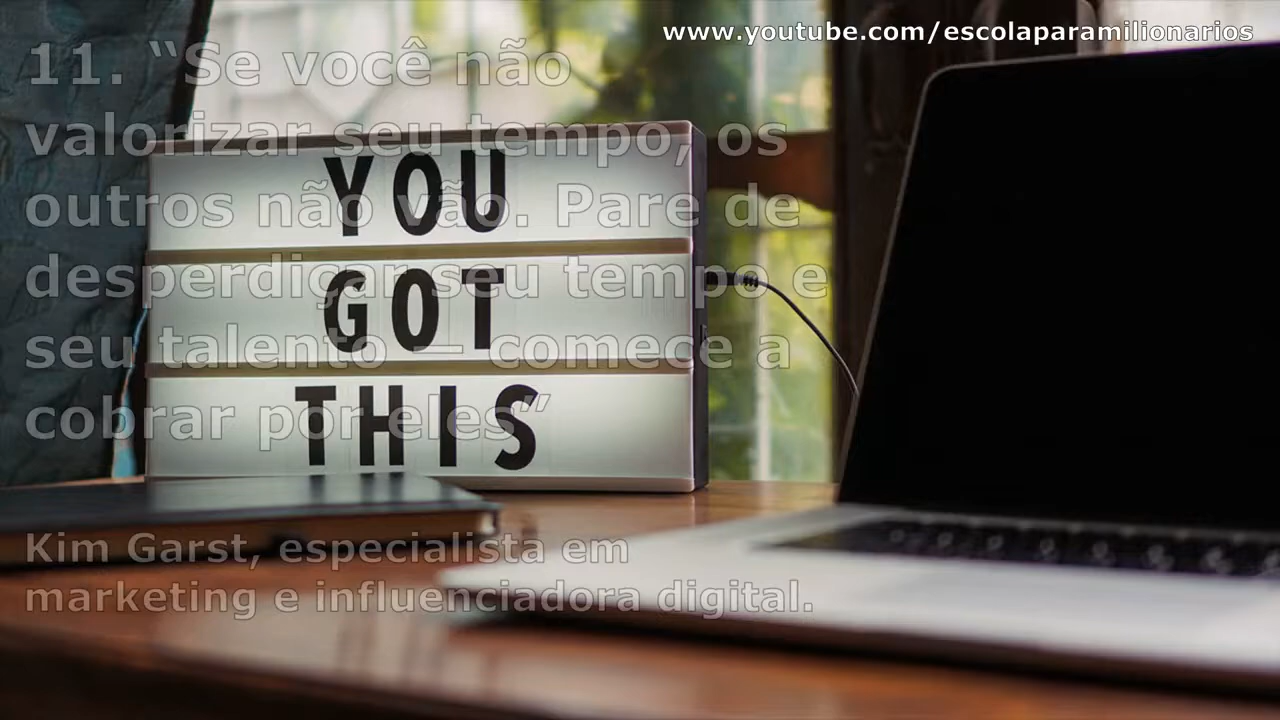 www.youtube.com/escolaparamilionarios
11. “Se você não
valorizar seu tempo, os
outros não vão. Pare de
desperdiçar seu tempo e
seu talento — comece a
cobrar por eles”
YOU
GOT
THIS
Kim Garst, especialista em
marketing e influenciadora digital.